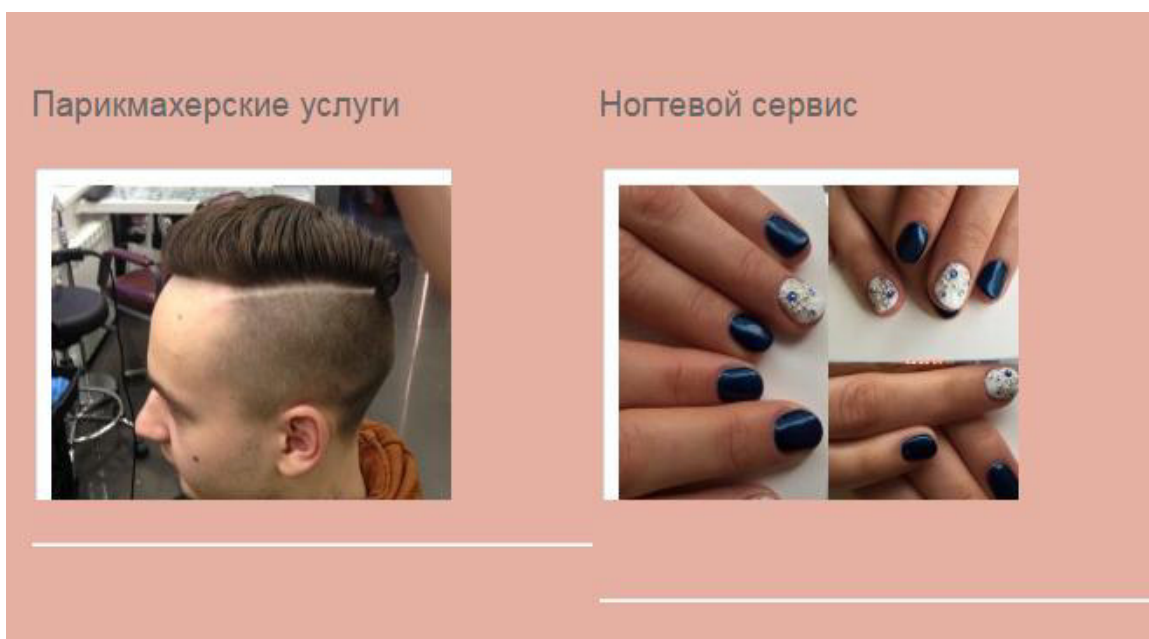 Парикмахерские услуги
Ногтевой сервис